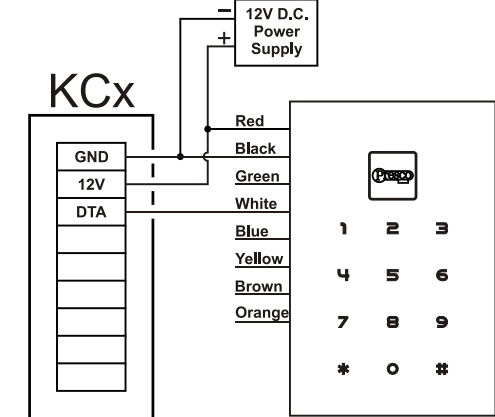 12V D.C.
Power
Supply
−
+
KCx
GND
12V
DTA
Red
Black
Green
White
Blue
Yellow
Brown
Orange
Presco
1 2 3
4 5 6
7 8 9
* 0 #